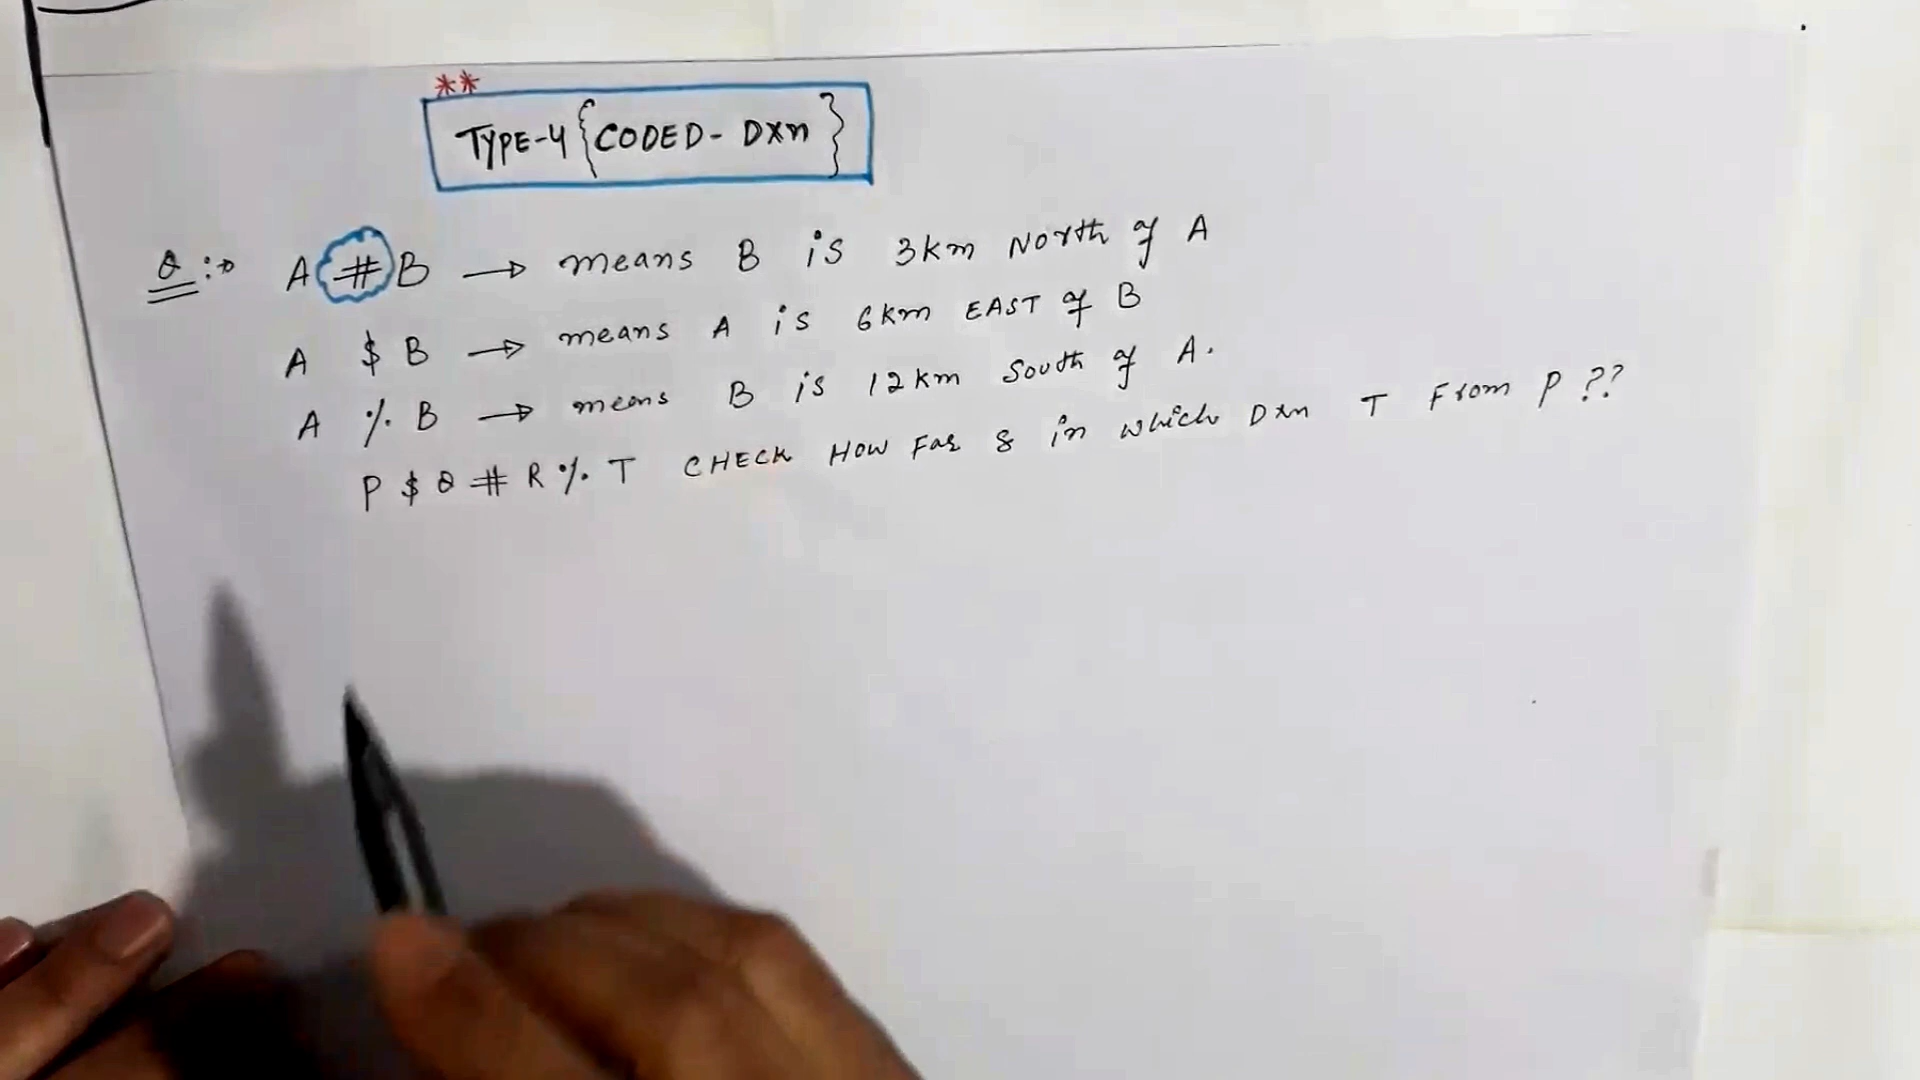 **
TYPE-4 {CODED- Dxn}
Q :→ A # B → means B is 3km North of A
A $ B → means A is 6km EAST of B
A % B → means B is 12km South of A.
P $ Q # R % T CHECK HOW Far & in which Dxn T From P ??